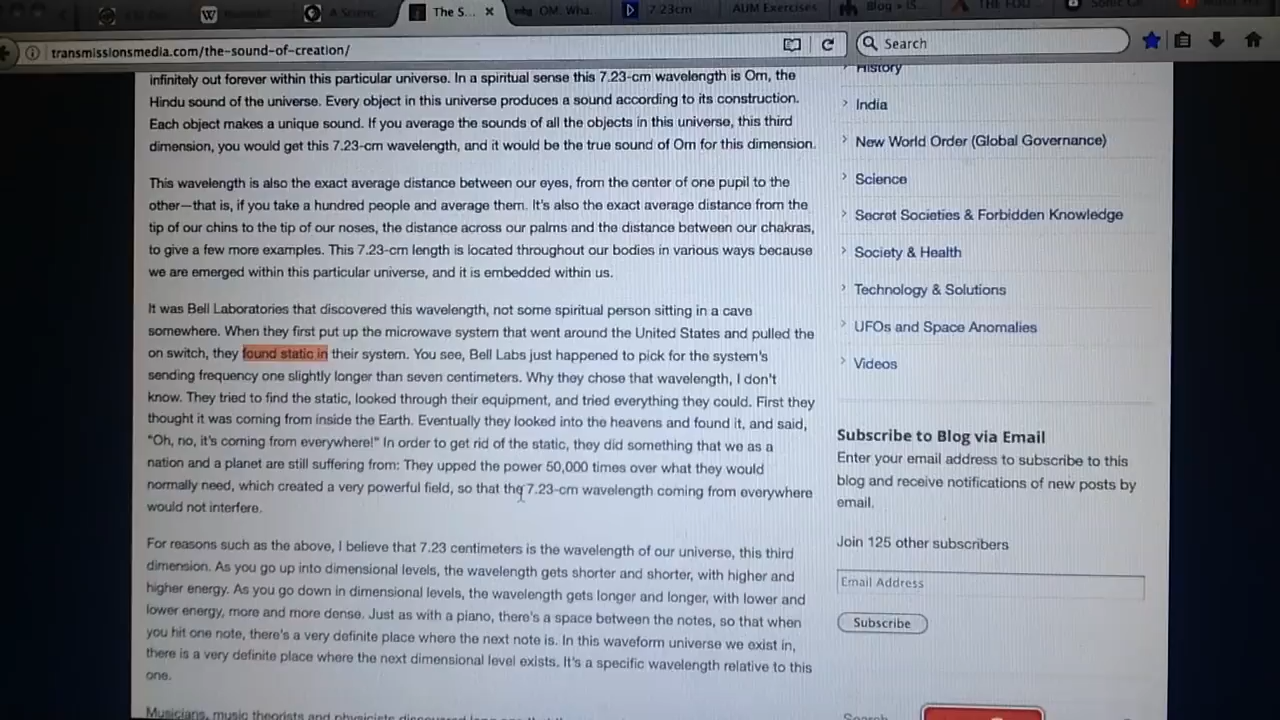 The S...
OM, Wha...
7.23cm
AUM Exercises
Blog » IS...
transmissionsmedia.com/the-sound-of-creation/
Search
infinitely out forever within this particular universe. In a spiritual sense this 7.23-cm wavelength is Om, the
Hindu sound of the universe. Every object in this universe produces a sound according to its construction.
Each object makes a unique sound. If you average the sounds of all the objects in this universe, this third
dimension, you would get this 7.23-cm wavelength, and it would be the true sound of Om for this dimension.
This wavelength is also the exact average distance between our eyes, from the center of one pupil to the
other—that is, if you take a hundred people and average them. It's also the exact average distance from the
tip of our chins to the tip of our noses, the distance across our palms and the distance between our chakras,
to give a few more examples. This 7.23-cm length is located throughout our bodies in various ways because
we are emerged within this particular universe, and it is embedded within us.
It was Bell Laboratories that discovered this wavelength, not some spiritual person sitting in a cave
somewhere. When they first put up the microwave system that went around the United States and pulled the
on switch, they found static in their system. You see, Bell Labs just happened to pick for the system's
sending frequency one slightly longer than seven centimeters. Why they chose that wavelength, I don't
know. They tried to find the static, looked through their equipment, and tried everything they could. First they
thought it was coming from inside the Earth. Eventually they looked into the heavens and found it, and said,
"Oh, no, it's coming from everywhere!" In order to get rid of the static, they did something that we as a
nation and a planet are still suffering from: They upped the power 50,000 times over what they would
normally need, which created a very powerful field, so that the 7.23-cm wavelength coming from everywhere
would not interfere.
For reasons such as the above, I believe that 7.23 centimeters is the wavelength of our universe, this third
dimension. As you go up into dimensional levels, the wavelength gets shorter and shorter, with higher and
higher energy. As you go down in dimensional levels, the wavelength gets longer and longer, with lower and
lower energy, more and more dense. Just as with a piano, there's a space between the notes, so that when
you hit one note, there's a very definite place where the next note is. In this waveform universe we exist in,
there is a very definite place where the next dimensional level exists. It's a specific wavelength relative to this
one.
Musicians, music theorists and physicists discovered long ago that
History
India
New World Order (Global Governance)
Science
Secret Societies & Forbidden Knowledge
Society & Health
Technology & Solutions
UFOs and Space Anomalies
Videos
Subscribe to Blog via Email
Enter your email address to subscribe to this
blog and receive notifications of new posts by
email.
Join 125 other subscribers
Email Address
Subscribe
Search